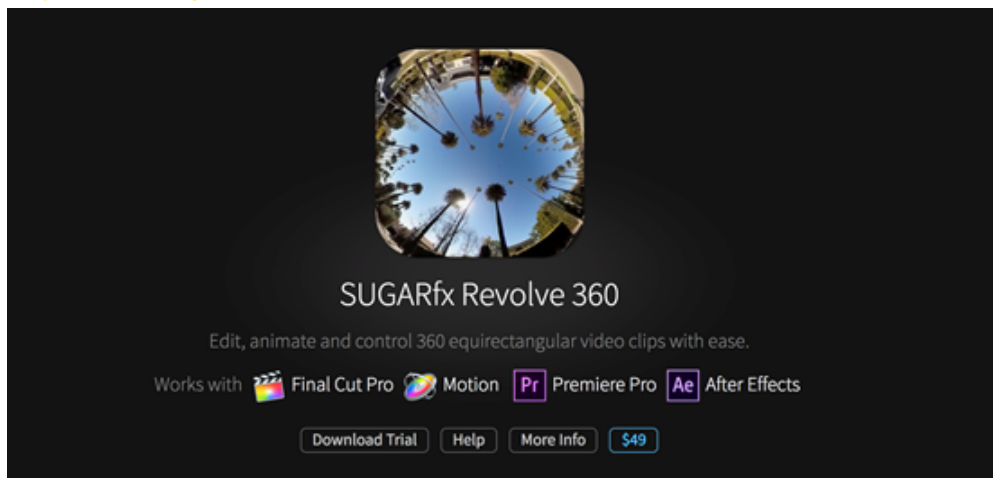 SUGARfx Revolve 360
Edit, animate and control 360 equirectangular video clips with ease.
Works with Final Cut Pro Motion Pr Premiere Pro Ae After Effects
Download Trial Help More Info $49